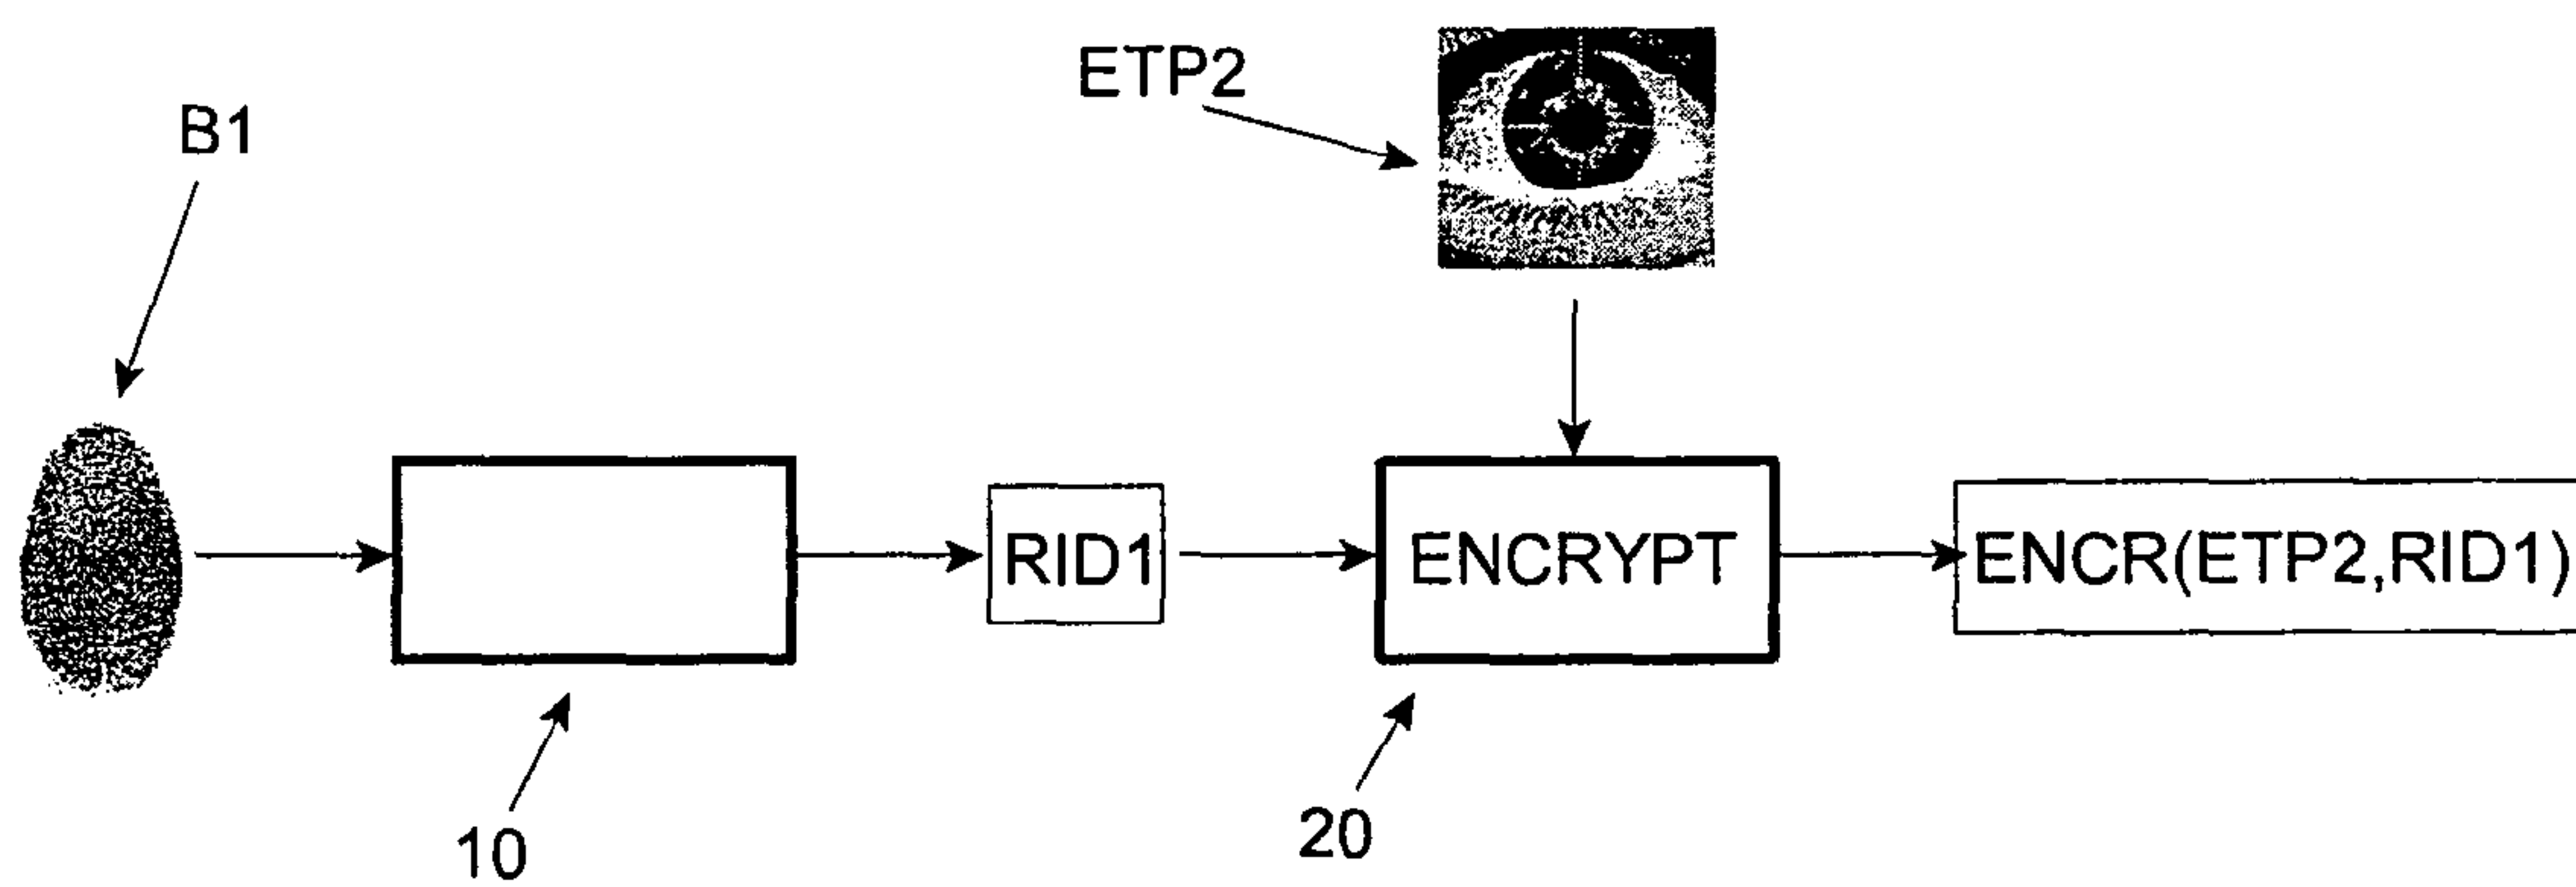 ETP2
B1
RID1
ENCRYPT
ENCR(ETP2,RID1)
10
20